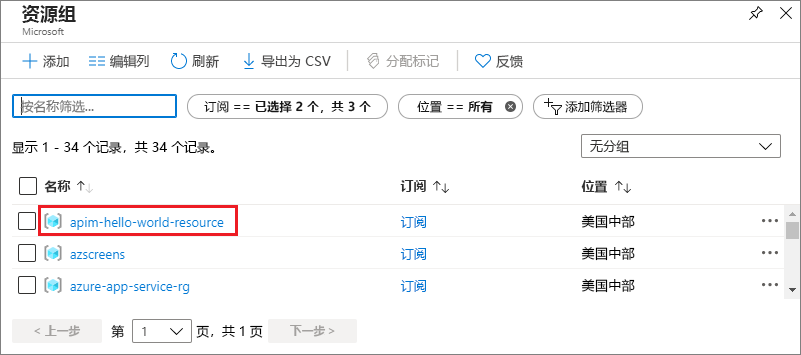 资源组
Microsoft
添加 编辑列 刷新 导出为 CSV 分配标记 反馈
按名称筛选... 订阅 == 已选择 2 个，共 3 个 位置 == 所有 添加筛选器
显示 1 - 34 个记录，共 34 个记录。 无分组
名称 订阅 位置
apim-hello-world-resource 订阅 美国中部
azscreens 订阅 美国中部
azure-app-service-rg 订阅 美国中部
< 上一步 第 1 页，共 1 页 下一步 >